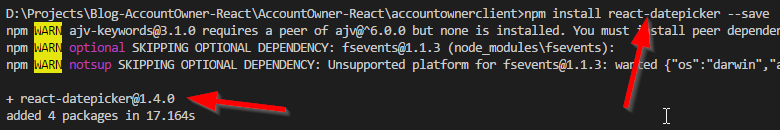 D:\Projects\Blog-AccountOwner-React\AccountOwner-React\accountownerclient>npm install react-datepicker --save
npm WARN ajv-keywords@3.1.0 requires a peer of ajv@^6.0.0 but none is installed. You must install peer depende
npm WARN optional SKIPPING OPTIONAL DEPENDENCY: fsevents@1.1.3 (node_modules\fsevents):
npm WARN notsup SKIPPING OPTIONAL DEPENDENCY: Unsupported platform for fsevents@1.1.3: wanted {"os":"darwin","a
+ react-datepicker@1.4.0
added 4 packages in 17.164s